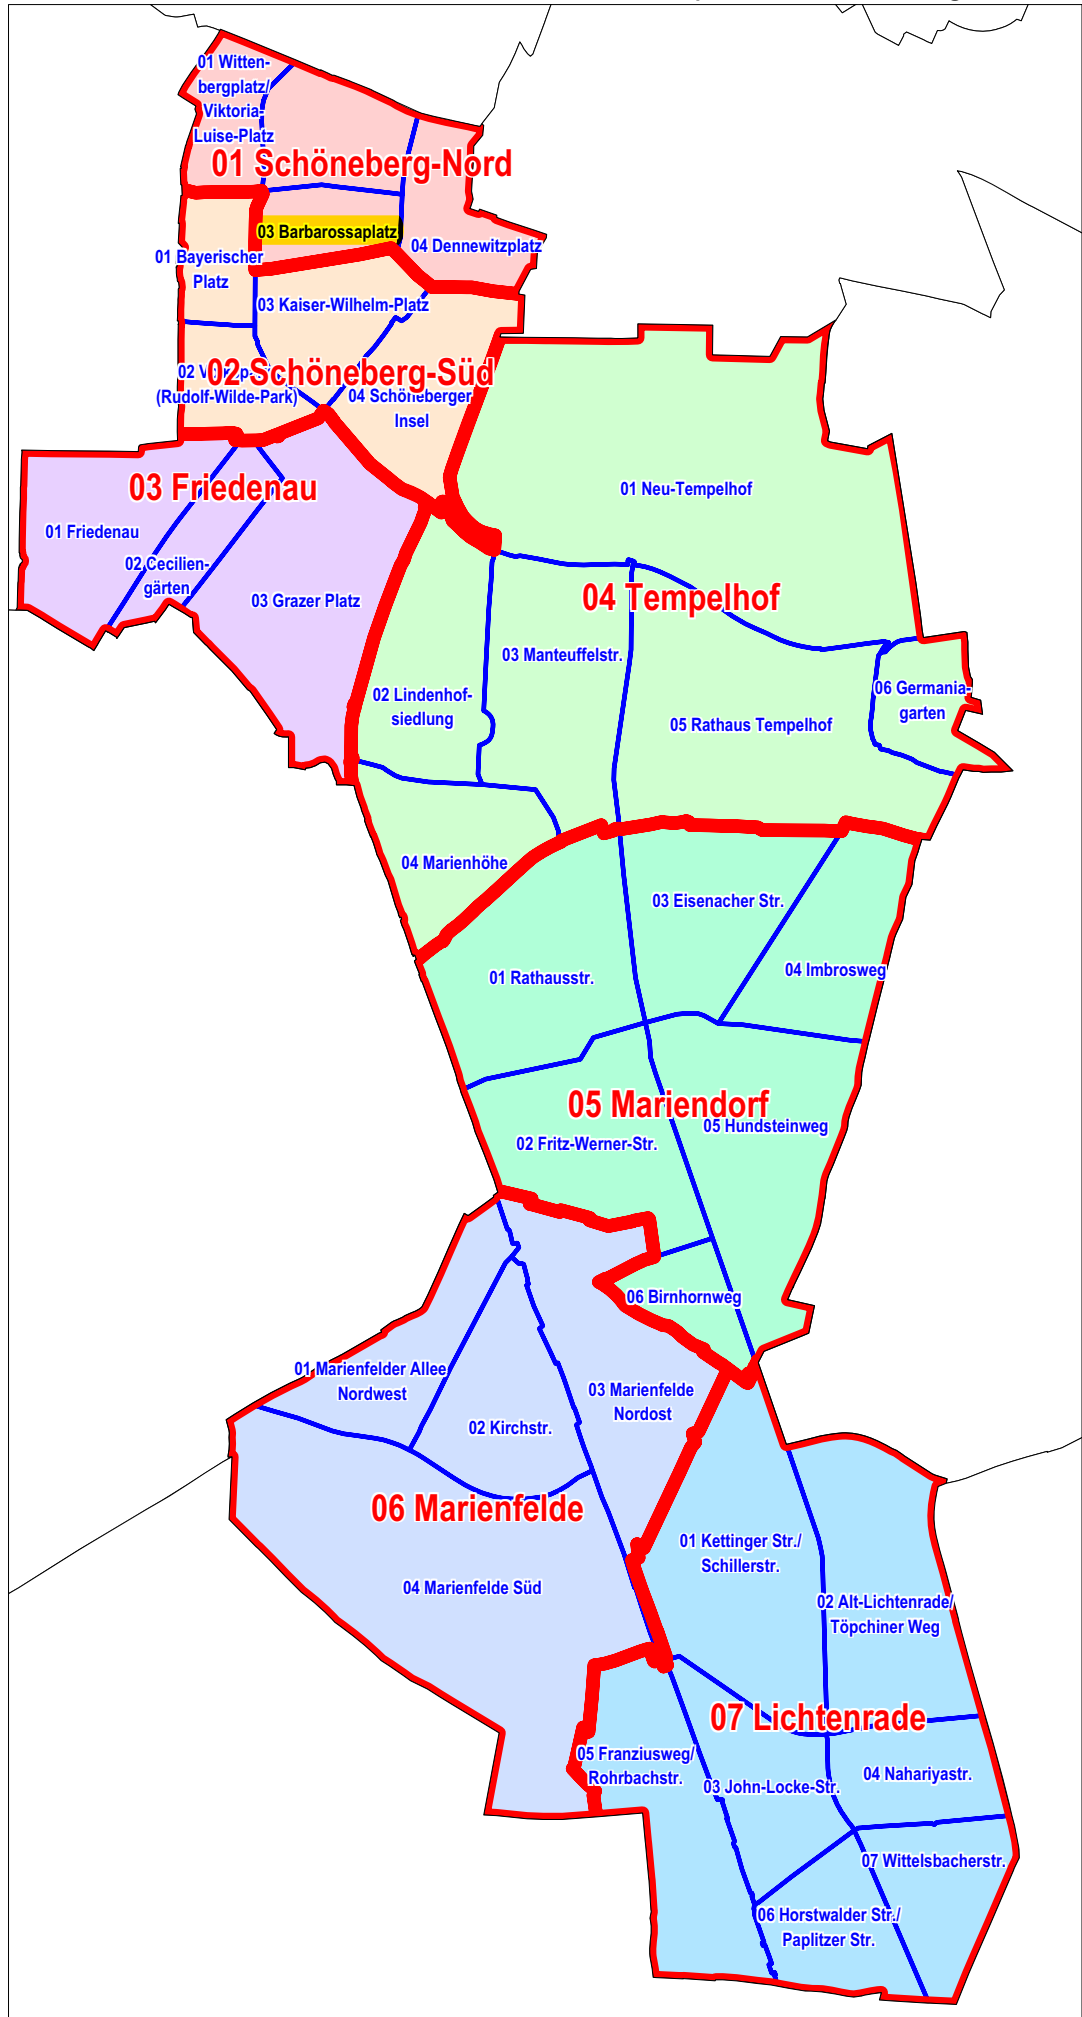 01 Witten-
bergplatz/
Viktoria-
Luise-Platz
01 Schöneberg-Nord
03 Barbarossaplatz
04 Dennewitzplatz
01 Bayerischer
Platz
03 Kaiser-Wilhelm-Platz
02 Schöneberg-Süd
02
(Rudolf-Wilde-Park)
04 Schöneberger
Insel
03 Friedenau
01 Friedenau
02 Cecilien-
gärten
03 Grazer Platz
01 Neu-Tempelhof
04 Tempelhof
03 Manteuffelstr.
02 Lindenhof-
siedlung
06 Germania-
garten
05 Rathaus Tempelhof
04 Marienhöhe
03 Eisenacher Str.
01 Rathausstr.
04 Imbrosweg
05 Mariendorf
05 Hundsteinweg
02 Fritz-Werner-Str.
06 Birnhornweg
01 Marienfelder Allee
Nordwest
03 Marienfelde
Nordost
02 Kirchstr.
06 Marienfelde
04 Marienfelde Süd
01 Kettinger Str./
Schillerstr.
02 Alt-Lichtenrade/
Töpchiner Weg
07 Lichtenrade
05 Franziusweg/
Rohrbachstr.
03 John-Locke-Str.
04 Nahariyastr.
07 Wittelsbacherstr.
06 Horstwalder Str./
Paplitzer Str.